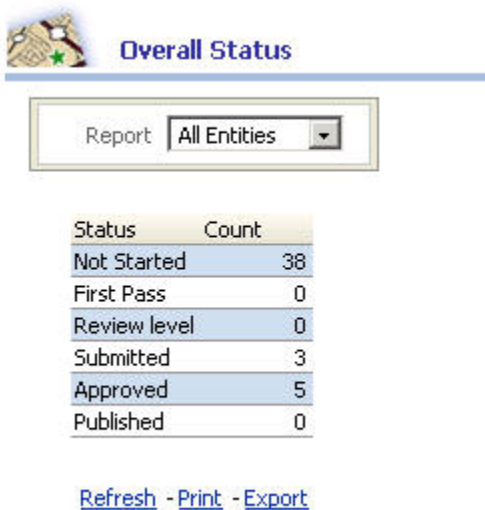 Overall Status
Report All Entities
Status Count
Not Started 38
First Pass 0
Review level 0
Submitted 3
Approved 5
Published 0
Refresh - Print - Export